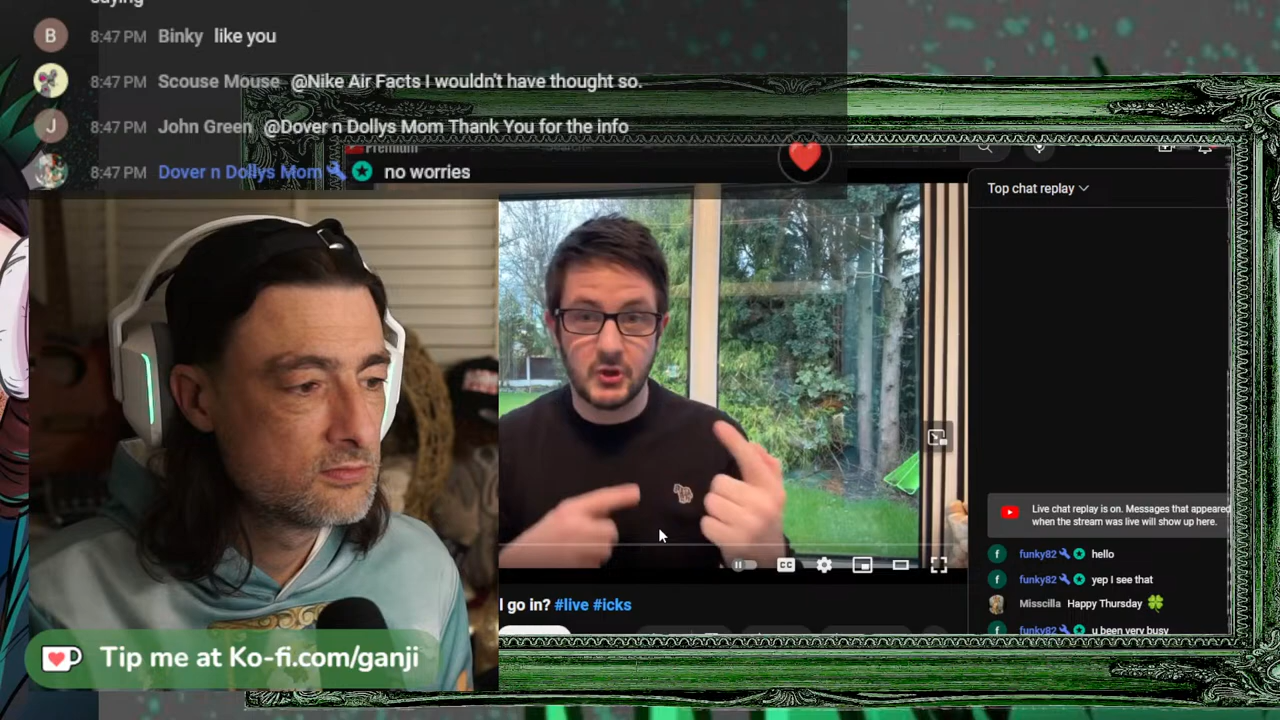 saying
B
8:47 PM Binky like you
8:47 PM Scouse Mouse @Nike Air Facts I wouldn't have thought so.
J
8:47 PM John Green @Dover n Dollys Mom Thank You for the info
8:47 PM Dover n Dollys Mom no worries
Premium
Top chat replay
Live chat replay is on. Messages that appeared
when the stream was live will show up here.
f funky82 hello
f funky82 yep I see that
Misscilla Happy Thursday
f funky82 u been very busy
CC
I go in? #live #icks
Tip me at Ko-fi.com/ganji